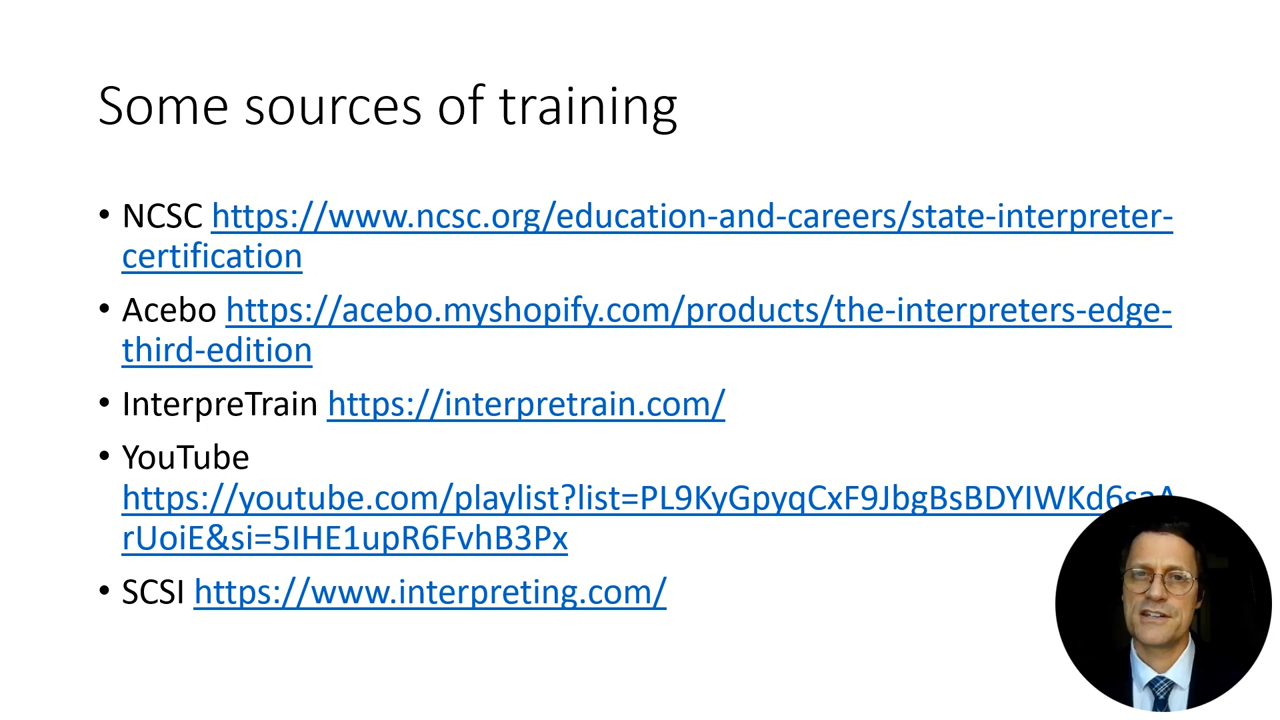 Some sources of training
• NCSC https://www.ncsc.org/education-and-careers/state-interpreter-
certification
• Acebo https://acebo.myshopify.com/products/the-interpreters-edge-
third-edition
• InterpreTrain https://interpretrain.com/
• YouTube
https://youtube.com/playlist?list=PL9KyGpyqCxF9JbgBsBDYIWKd6saA
rUoiE&si=5IHE1upR6FvhB3Px
• SCSI https://www.interpreting.com/